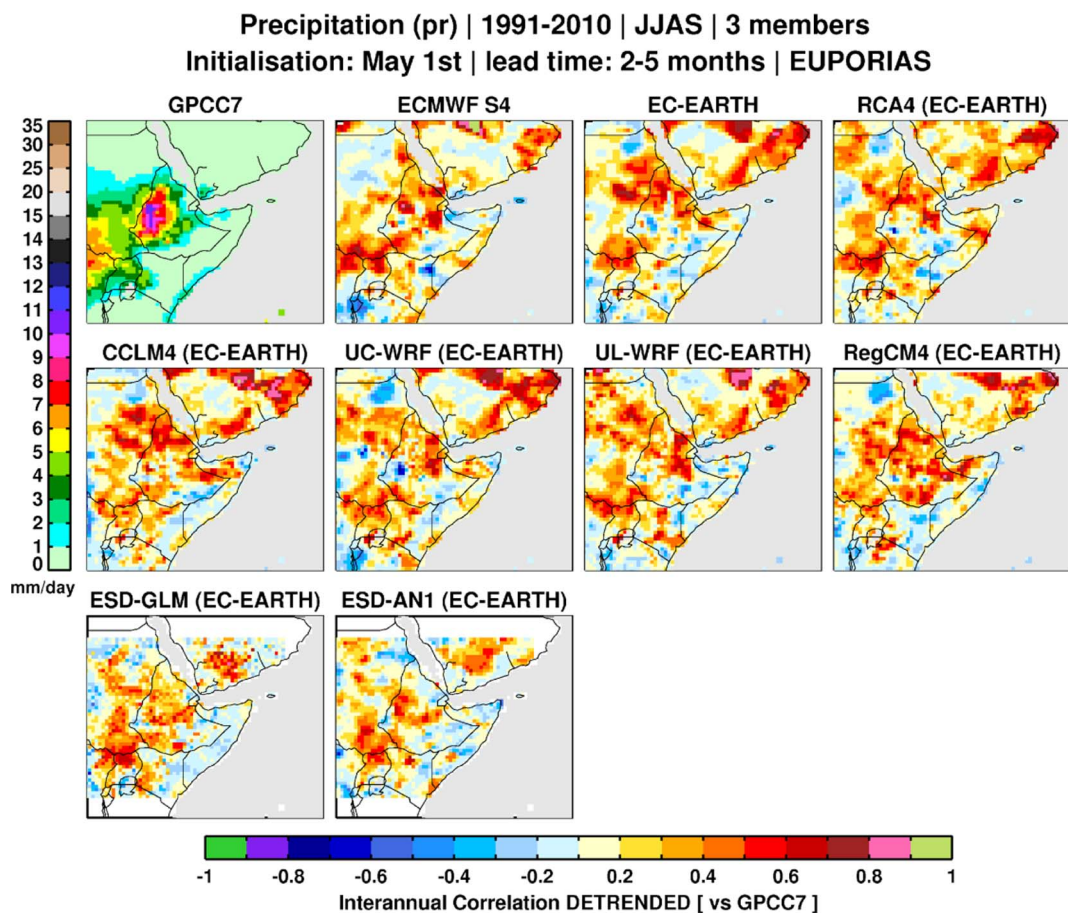 Precipitation (pr) | 1991-2010 | JJAS | 3 members
Initialisation: May 1st | lead time: 2-5 months | EUPORIAS
GPCC7 ECMWF S4 EC-EARTH RCA4 (EC-EARTH)
35
30
25
20
15
14
13
12
11
10
9
8
7
6
5
4
3
2
1
0
mm/day
CCLM4 (EC-EARTH) UC-WRF (EC-EARTH) UL-WRF (EC-EARTH) RegCM4 (EC-EARTH)
ESD-GLM (EC-EARTH) ESD-AN1 (EC-EARTH)
-1 -0.8 -0.6 -0.4 -0.2 0 0.2 0.4 0.6 0.8 1
Interannual Correlation DETRENDED [ vs GPCC7 ]